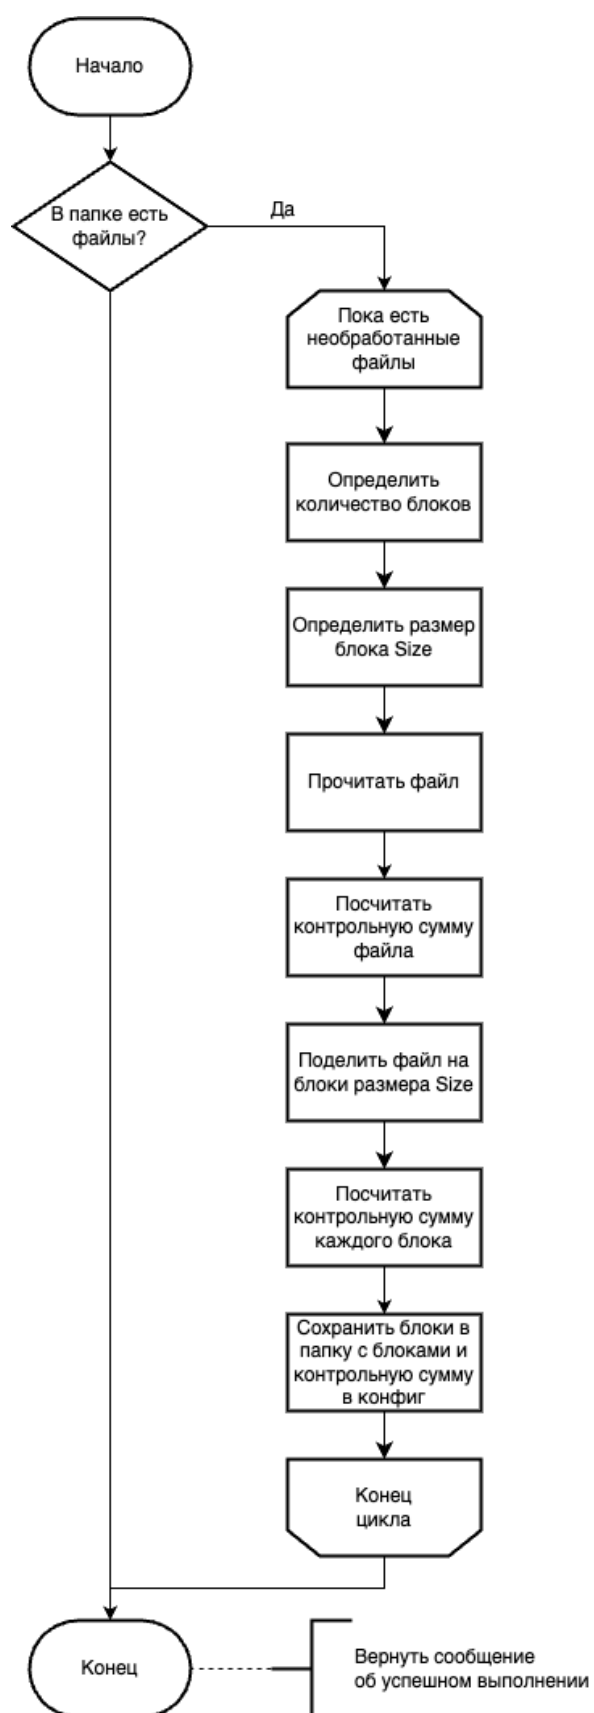 Начало
В папке есть
файлы?
Да
Пока есть
необработанные
файлы
Определить
количество блоков
Определить размер
блока Size
Прочитать файл
Посчитать
контрольную сумму
файла
Поделить файл на
блоки размера Size
Посчитать
контрольную сумму
каждого блока
Сохранить блоки в
папку с блоками и
контрольную сумму
в конфиг
Конец
цикла
Конец
Вернуть сообщение
об успешном выполнении